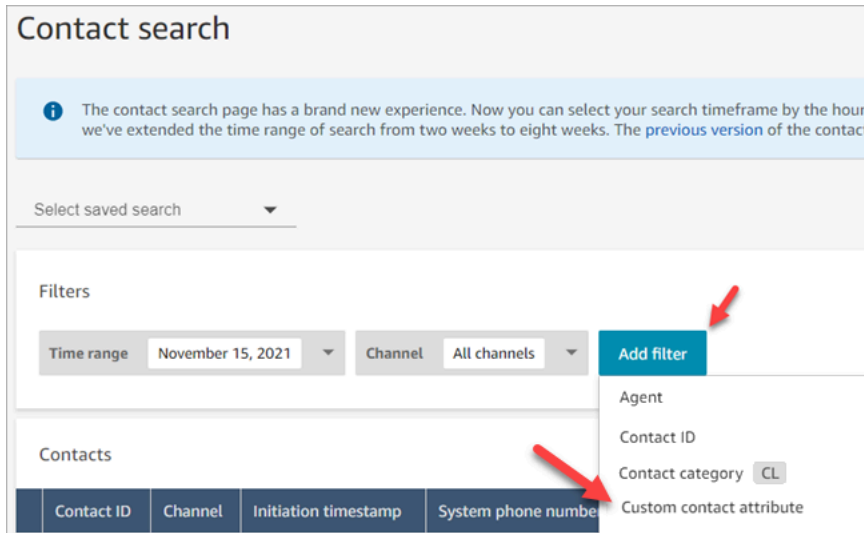 Contact search
The contact search page has a brand new experience. Now you can select your search timeframe by the hour
we've extended the time range of search from two weeks to eight weeks. The previous version of the contac
Select saved search
Filters
Time range November 15, 2021 Channel All channels Add filter
Agent
Contact ID
Contact category CL
Custom contact attribute
Contacts
Contact ID Channel Initiation timestamp System phone number